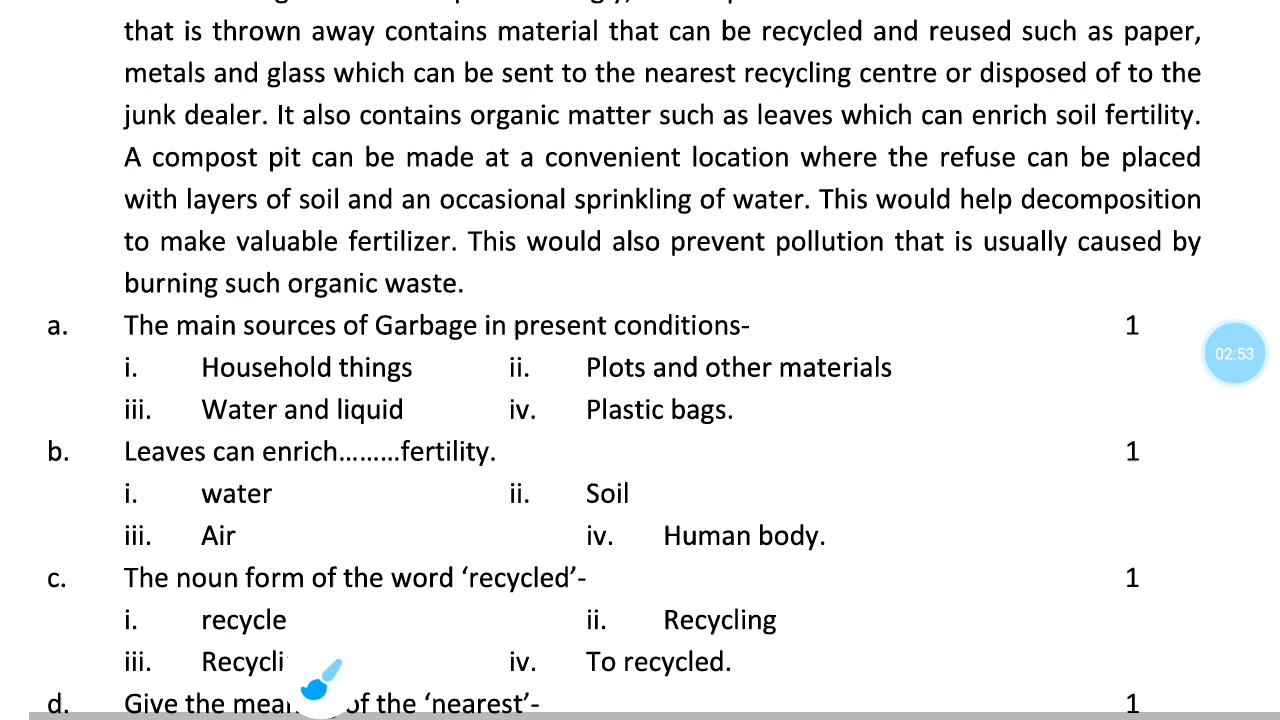 that is thrown away contains material that can be recycled and reused such as paper,
metals and glass which can be sent to the nearest recycling centre or disposed of to the
junk dealer. It also contains organic matter such as leaves which can enrich soil fertility.
A compost pit can be made at a convenient location where the refuse can be placed
with layers of soil and an occasional sprinkling of water. This would help decomposition
to make valuable fertilizer. This would also prevent pollution that is usually caused by
burning such organic waste.
a. The main sources of Garbage in present conditions- 1
i. Household things ii. Plots and other materials
iii. Water and liquid iv. Plastic bags.
b. Leaves can enrich.........fertility. 1
i. water ii. Soil
iii. Air iv. Human body.
c. The noun form of the word ‘recycled’- 1
i. recycle ii. Recycling
iii. iv. To recycled.
d. Give the of the ‘nearest’- 1
02:53